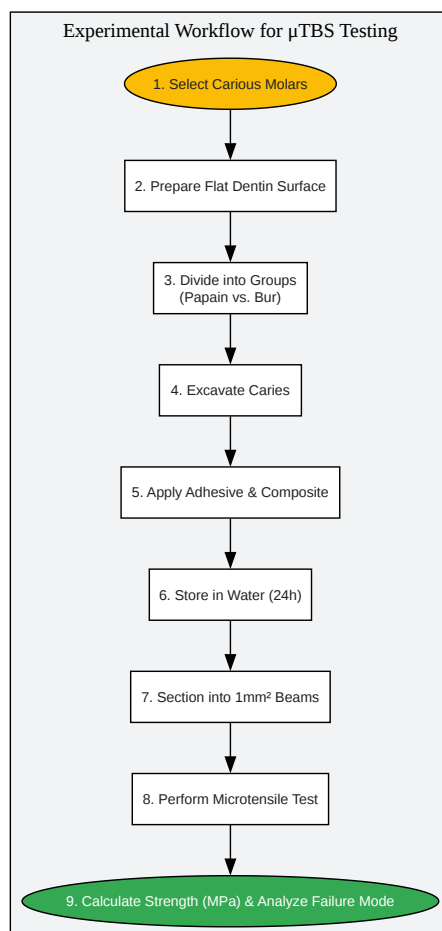 Experimental Workflow for μTBS Testing
1. Select Carious Molars
2. Prepare Flat Dentin Surface
3. Divide into Groups
(Papain vs. Bur)
4. Excavate Caries
5. Apply Adhesive & Composite
6. Store in Water (24h)
7. Section into 1mm² Beams
8. Perform Microtensile Test
9. Calculate Strength (MPa) & Analyze Failure Mode